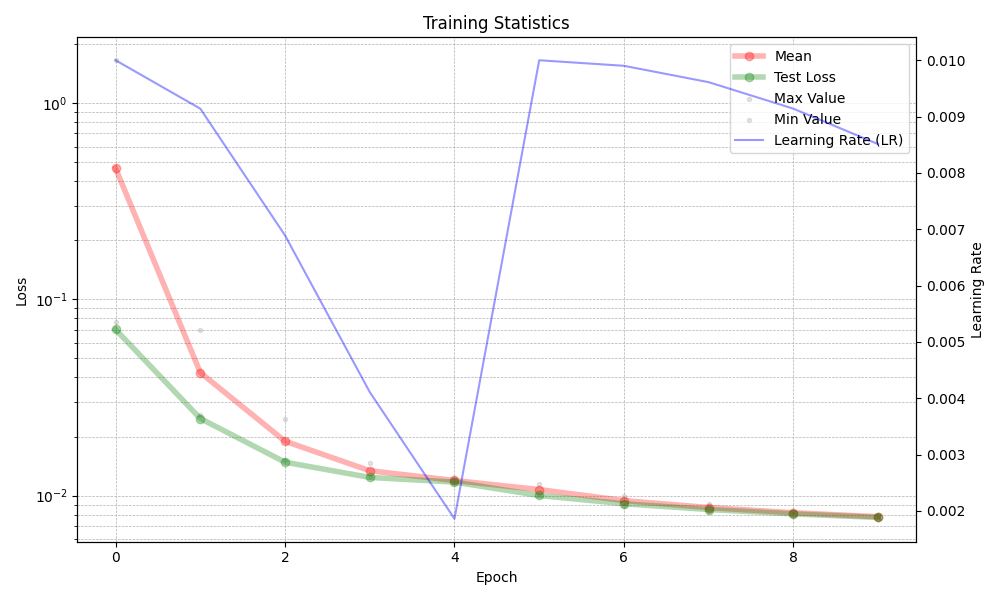 Training Statistics
Mean
Test Loss
Max Value
Min Value
Learning Rate (LR)
Loss
10⁰
10⁻¹
10⁻²
0.010
0.009
0.008
0.007
0.006
0.005
0.004
0.003
0.002
Learning Rate
0 2 4 6 8
Epoch